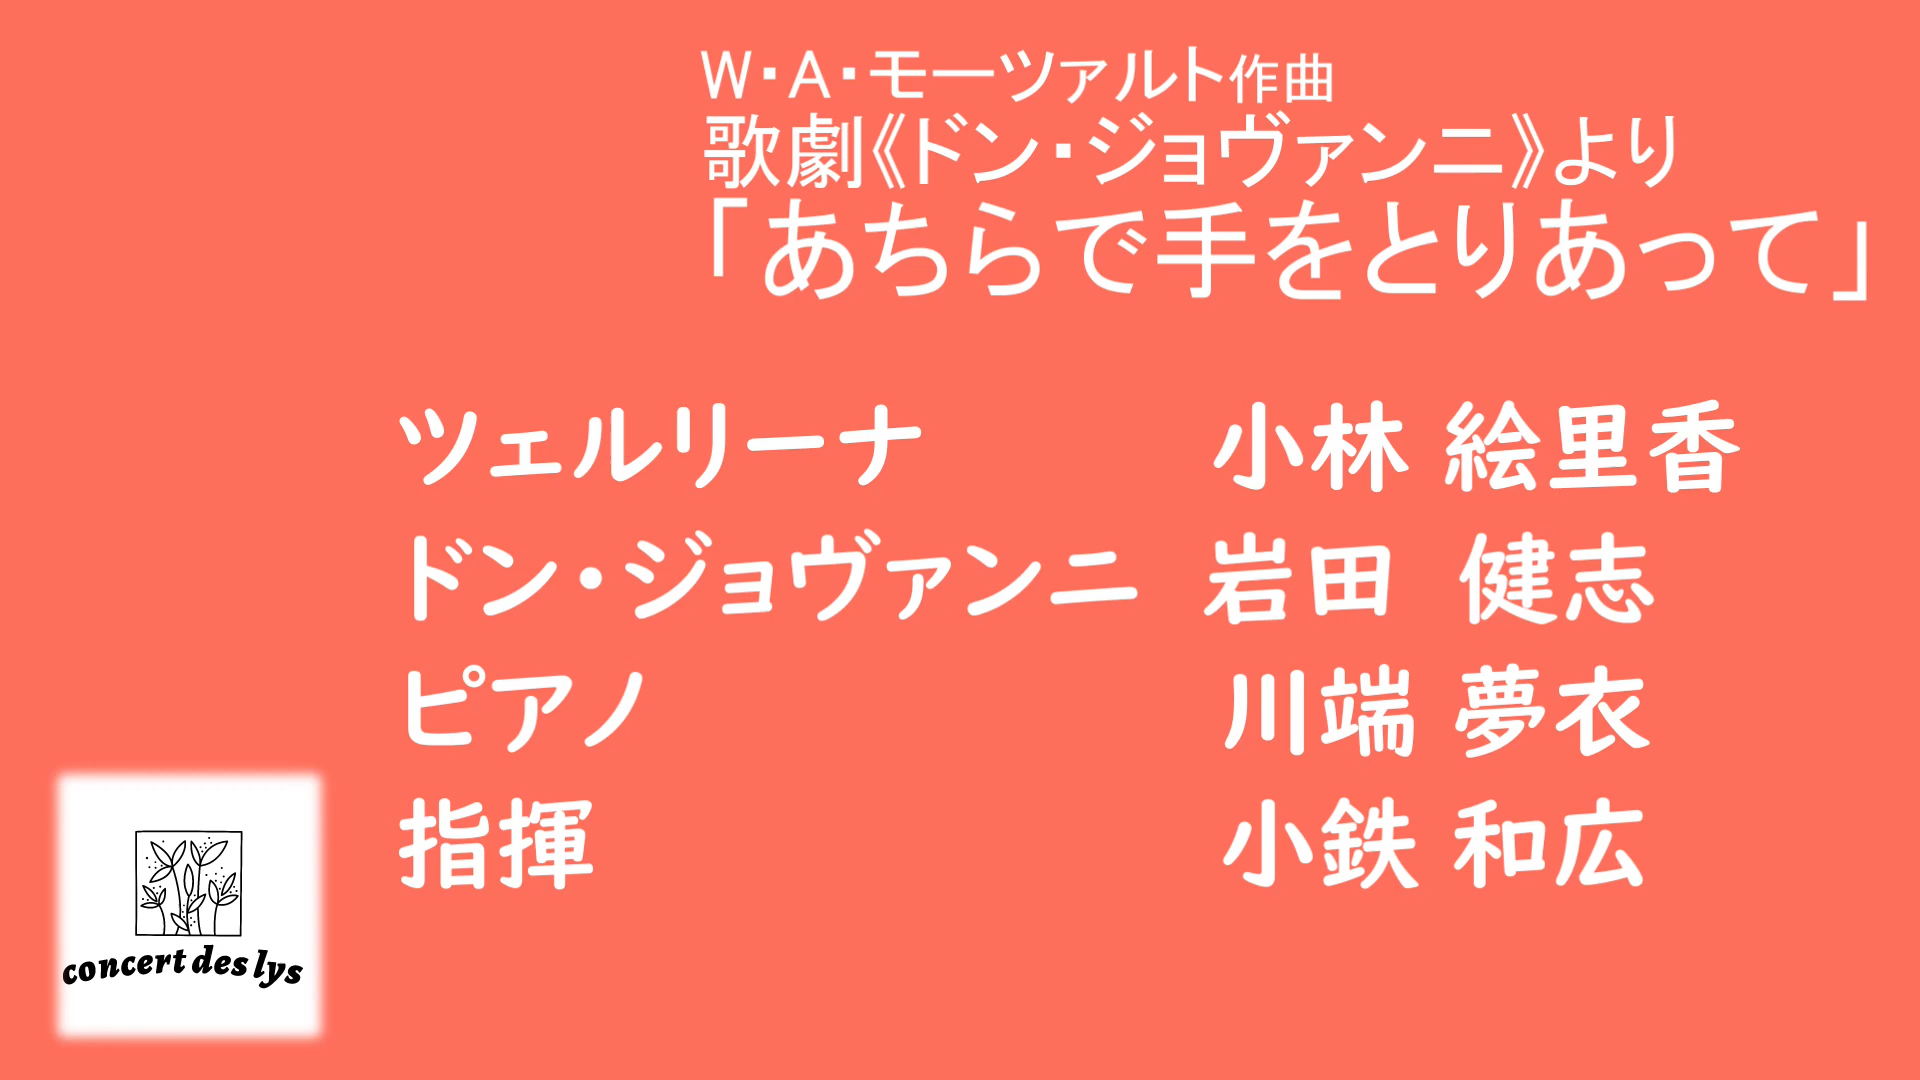 W・A・モーツァルト作曲
歌劇《ドン・ジョヴァンニ》より
「あちらで手をとりあって」
ツェルリーナ 小林 絵里香
ドン・ジョヴァンニ 岩田 健志
ピアノ 川端 夢衣
指揮 小鉄 和広
concert des lys